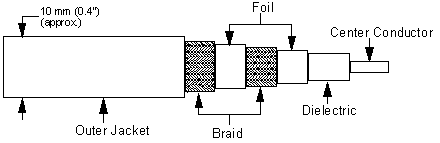 10 mm (0.4")
(approx.)
Foil
Center Conductor
Dielectric
Outer Jacket
Braid